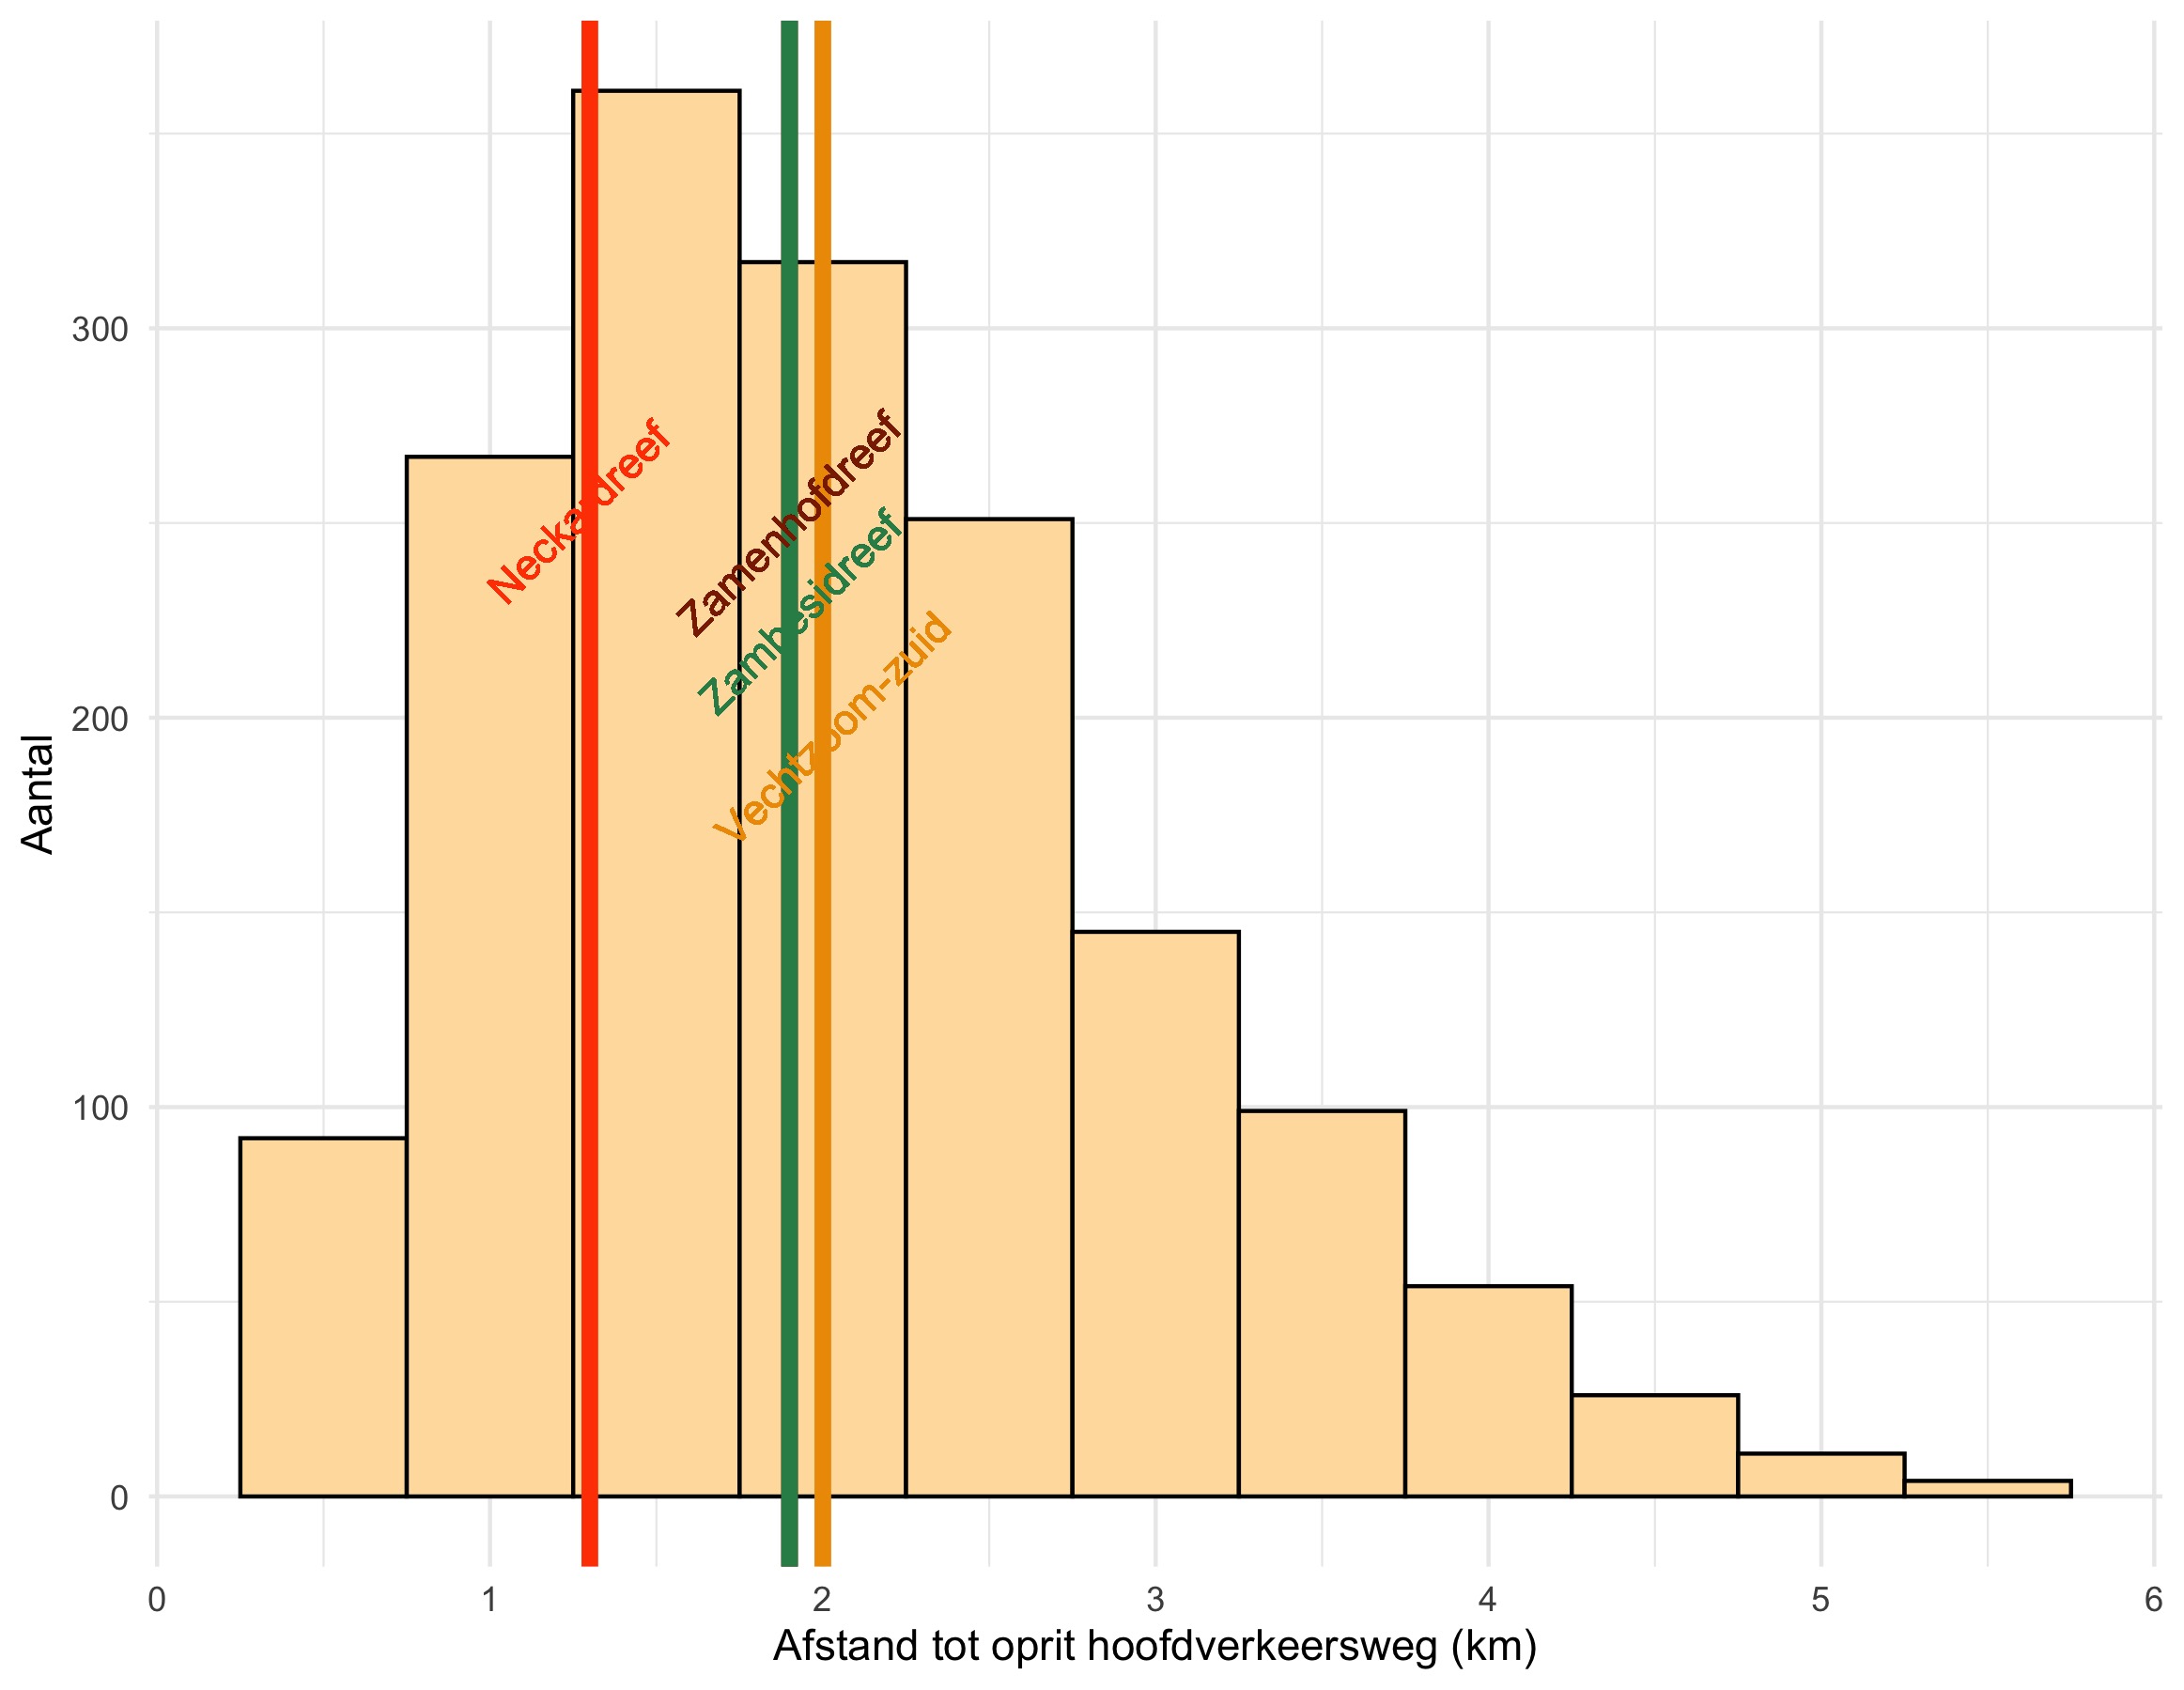 300
200
100
0
Aantal
Neckardreef
Zamenhofdreef
Zambesidreef
Vechtzoom-zuid
0 1 2 3 4 5 6
Afstand tot oprit hoofdverkeersweg (km)